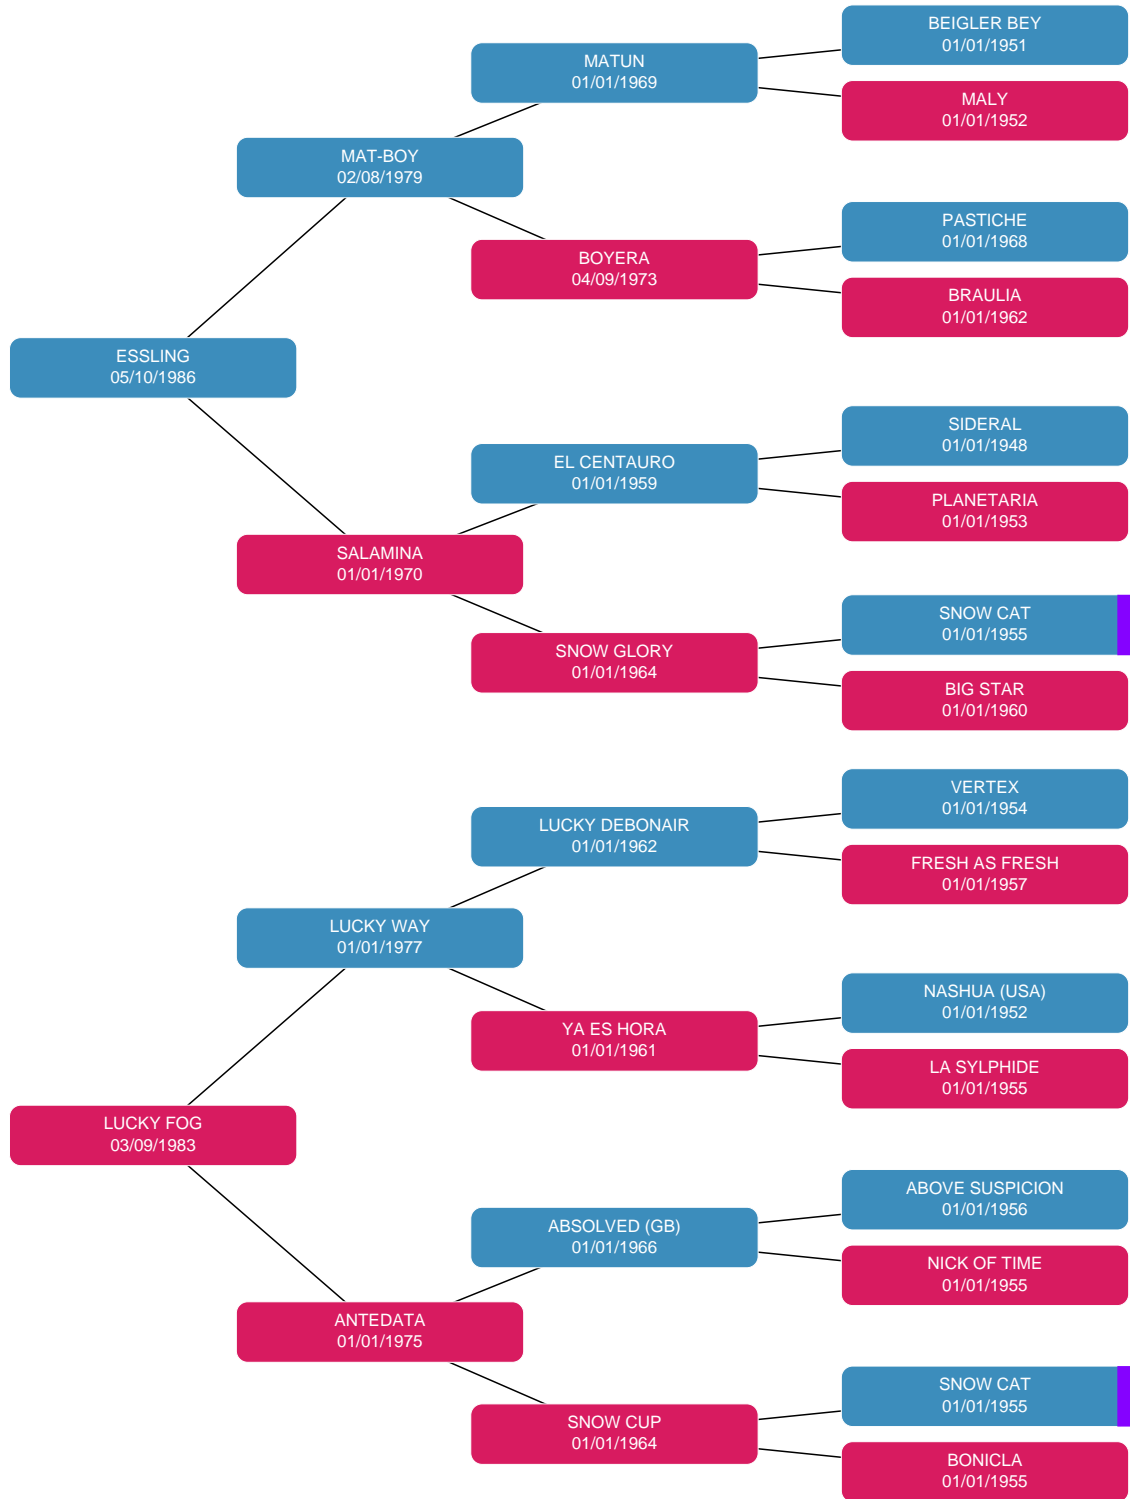 BEIGLER BEY
01/01/1951
MATUN
01/01/1969
MALY
01/01/1952
MAT-BOY
02/08/1979
PASTICHE
01/01/1968
BOYERA
04/09/1973
BRAULIA
01/01/1962
ESSLING
05/10/1986
SIDERAL
01/01/1948
EL CENTAURO
01/01/1959
PLANETARIA
01/01/1953
SALAMINA
01/01/1970
SNOW CAT
01/01/1955
SNOW GLORY
01/01/1964
BIG STAR
01/01/1960
VERTEX
01/01/1954
LUCKY DEBONAIR
01/01/1962
FRESH AS FRESH
01/01/1957
LUCKY WAY
01/01/1977
NASHUA (USA)
01/01/1952
YA ES HORA
01/01/1961
LA SYLPHIDE
01/01/1955
LUCKY FOG
03/09/1983
ABOVE SUSPICION
01/01/1956
ABSOLVED (GB)
01/01/1966
NICK OF TIME
01/01/1955
ANTEDATA
01/01/1975
SNOW CAT
01/01/1955
SNOW CUP
01/01/1964
BONICLA
01/01/1955